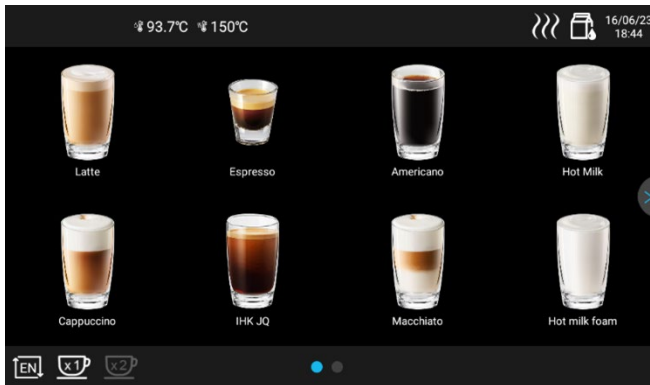 93.7℃ 150℃
16/06/23
18:44
Latte Espresso Americano Hot Milk
Cappuccino IHK JQ Macchiato Hot milk foam
EN x1 x2